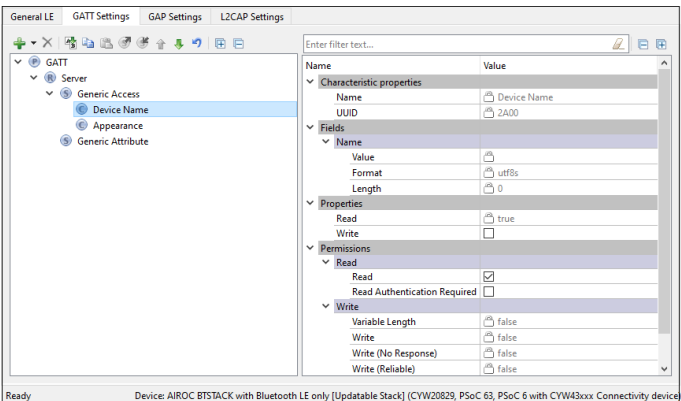 General LE GATT Settings GAP Settings L2CAP Settings
Enter filter text...
P GATT
R Server
S Generic Access
C Device Name
C Appearance
S Generic Attribute
Name Value
Characteristic properties
Name Device Name
UUID 2A00
Fields
Name
Value
Format utf8s
Length 0
Properties
Read true
Write
Permissions
Read
Read
Read Authentication Required
Write
Variable Length false
Write false
Write (No Response) false
Write (Reliable) false
Ready Device: AIROC BTSTACK with Bluetooth LE only [Updatable Stack] (CYW20829, PSoC 63, PSoC 6 with CYW43xxx Connectivity device)